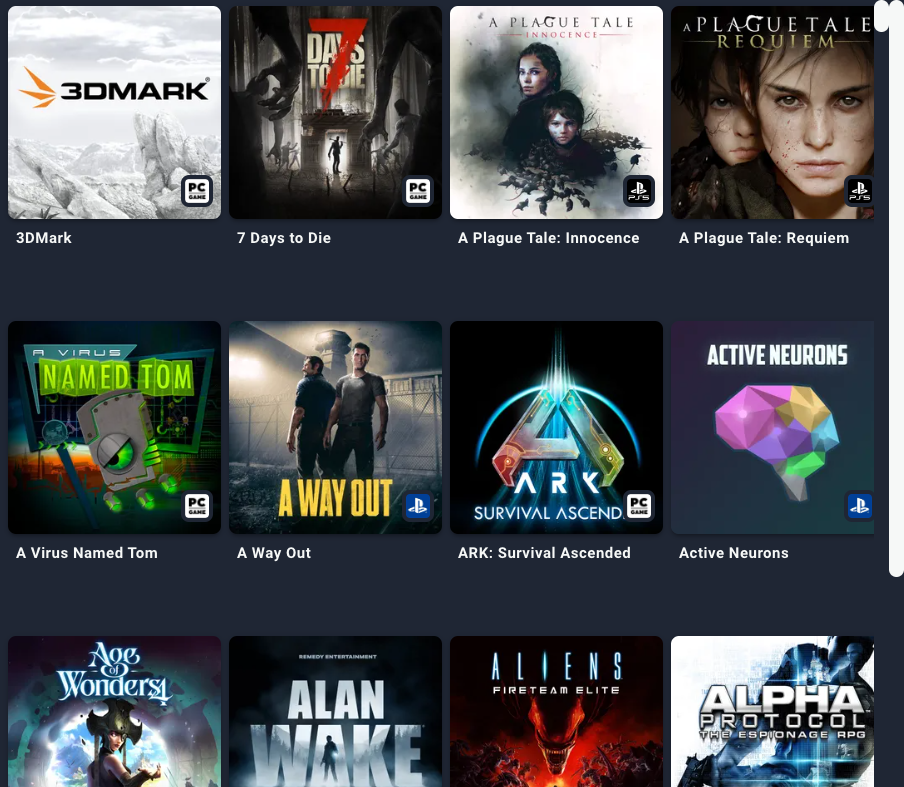 3DMARK®
PC
GAME
7
DAYS
TO DIE
PC
GAME
A PLAGUE TALE
INNOCENCE
PS5
A PLAGUE TALE
REQUIEM
PS5
3DMark
7 Days to Die
A Plague Tale: Innocence
A Plague Tale: Requiem
A VIRUS
NAMED TOM
PC
GAME
A WAY OUT
ARK
SURVIVAL ASCEND
PC
GAME
ACTIVE NEURONS
A Virus Named Tom
A Way Out
ARK: Survival Ascended
Active Neurons
Age
of
Wonders4
REMEDY ENTERTAINMENT
ALAN
WAKE
ALIENS
FIRETEAM ELITE
ALPHA
PROTOCOL
THE ESPIONAGE RPG